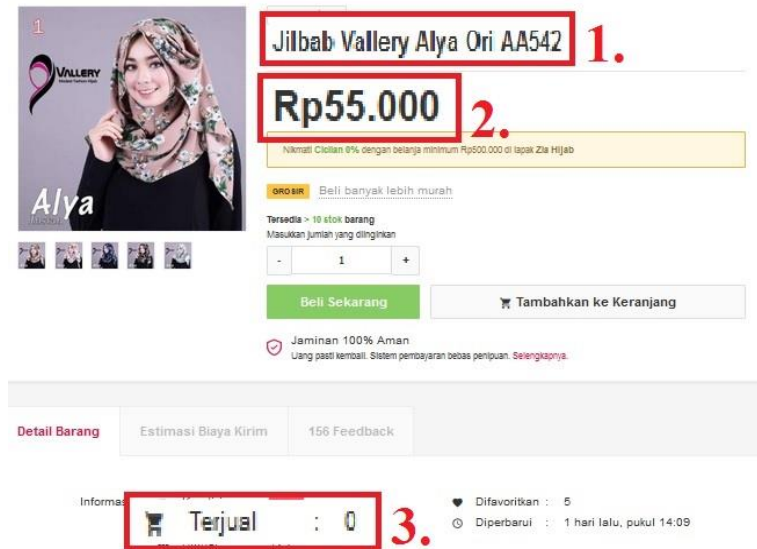 1
VALLERY
Alya
Instan
Jilbab Vallery Alya Ori AA542
1.
Rp55.000
2.
Nikmati Cicilan 0% dengan belanja minimum Rp500.000 di lapak Zia Hijab
GROSIR Beli banyak lebih murah
Tersedia > 10 stok barang
Masukkan jumlah yang diinginkan
- 1 +
Beli Sekarang
Tambahkan ke Keranjang
Jaminan 100% Aman
Uang pasti kembali. Sistem pembayaran bebas penipuan. Selengkapnya.
Detail Barang Estimasi Biaya Kirim 156 Feedback
Terjual : 0
3.
Difavoritkan : 5
Diperbarui : 1 hari lalu, pukul 14:09